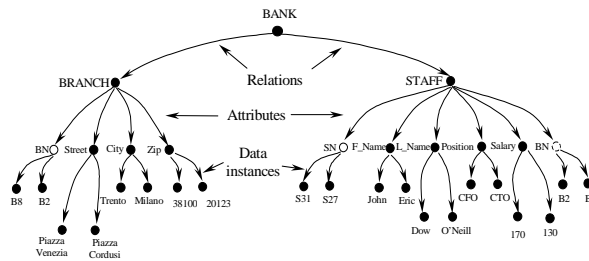 BANK
BRANCH
Relations
STAFF
Attributes
BN Street City Zip
Data
instances
SN F_Name L_Name Position Salary BN
B8 B2 Trento Milano 38100 20123
S31 S27 John Eric CFO CTO B2
Piazza
Venezia
Piazza
Cordusi
Dow O'Neill 170 130